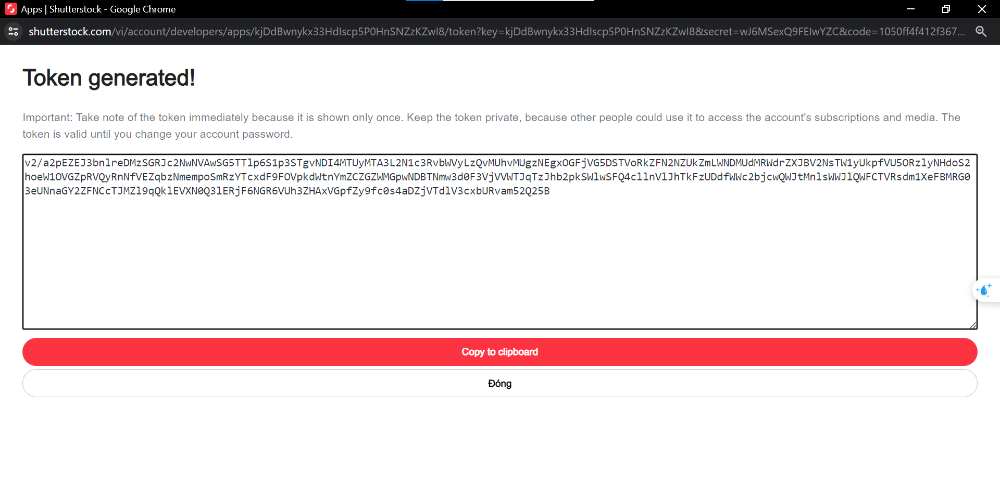 Apps | Shutterstock - Google Chrome
shutterstock.com/vi/account/developers/apps/kjDdBwnykx33HdIscp5P0HnSNZzKZwI8/token?key=kjDdBwnykx33HdIscp5P0HnSNZzKZwI8&secret=wJ6MSexQ9FEIwYZC&code=1050ff4f412f367...
Token generated!
Important: Take note of the token immediately because it is shown only once. Keep the token private, because other people could use it to access the account's subscriptions and media. The
token is valid until you change your account password.
v2/a2pEZEJ3bnlreDMzSGRJc2NwNVAwSG5TTlp6S1p3STgvNDI4MTUyMTA3L2N1c3RvbWVyLzQvMUhvMUgzNEgxOGFjVG5DSTVoRkZFN2NZUkZmLWNDMUdMRWdrZXJBV2NsTW1yUkpfVU5ORzlyNHdoS2
hoeW1OVGZpRVQyRnNfVEZqbzNmempoSmRzYTcxdF9FOVpkdWtnYmZCZGZWMGpwNDBTNmw3d0F3VjVVWTJqTzJhb2pkSWlwSFQ4cllnVlJhTkFzUDdfWWc2bjcwQWJtMnlsWWJlQWFCTVRsdm1XeFBMRG0
3eUNnaGY2ZFNCcTJMZl9qQklEVXN0Q3lERjF6NGR6VUh3ZHAxVGpfZy9fc0s4aDZjVTdlV3cxbURvam52Q25B
Copy to clipboard
Đóng